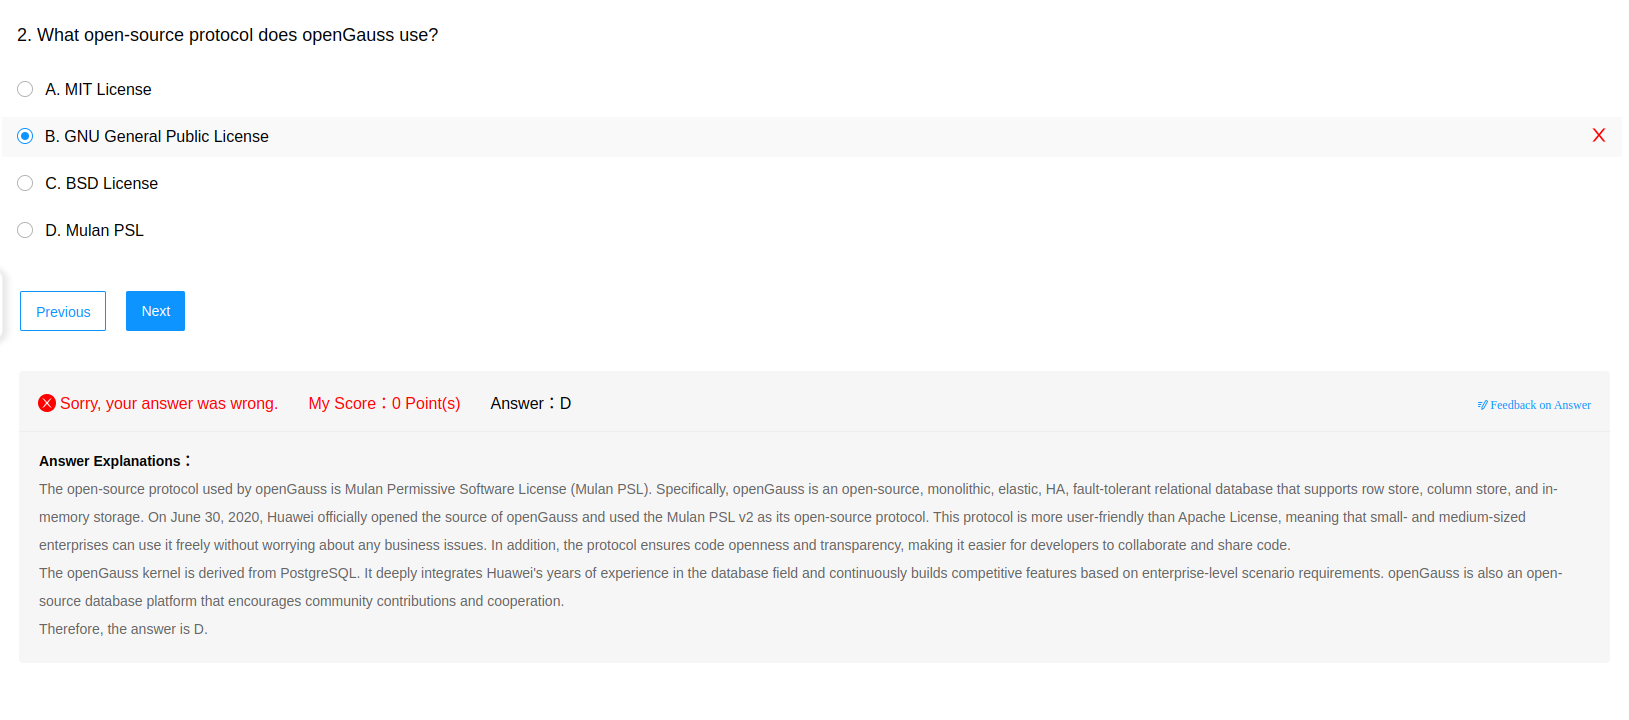 2. What open-source protocol does openGauss use?
A. MIT License
B. GNU General Public License
C. BSD License
D. Mulan PSL
Previous
Next
Sorry, your answer was wrong. My Score：0 Point(s) Answer：D
Feedback on Answer
Answer Explanations：
The open-source protocol used by openGauss is Mulan Permissive Software License (Mulan PSL). Specifically, openGauss is an open-source, monolithic, elastic, HA, fault-tolerant relational database that supports row store, column store, and in-
memory storage. On June 30, 2020, Huawei officially opened the source of openGauss and used the Mulan PSL v2 as its open-source protocol. This protocol is more user-friendly than Apache License, meaning that small- and medium-sized
enterprises can use it freely without worrying about any business issues. In addition, the protocol ensures code openness and transparency, making it easier for developers to collaborate and share code.
The openGauss kernel is derived from PostgreSQL. It deeply integrates Huawei's years of experience in the database field and continuously builds competitive features based on enterprise-level scenario requirements. openGauss is also an open-
source database platform that encourages community contributions and cooperation.
Therefore, the answer is D.